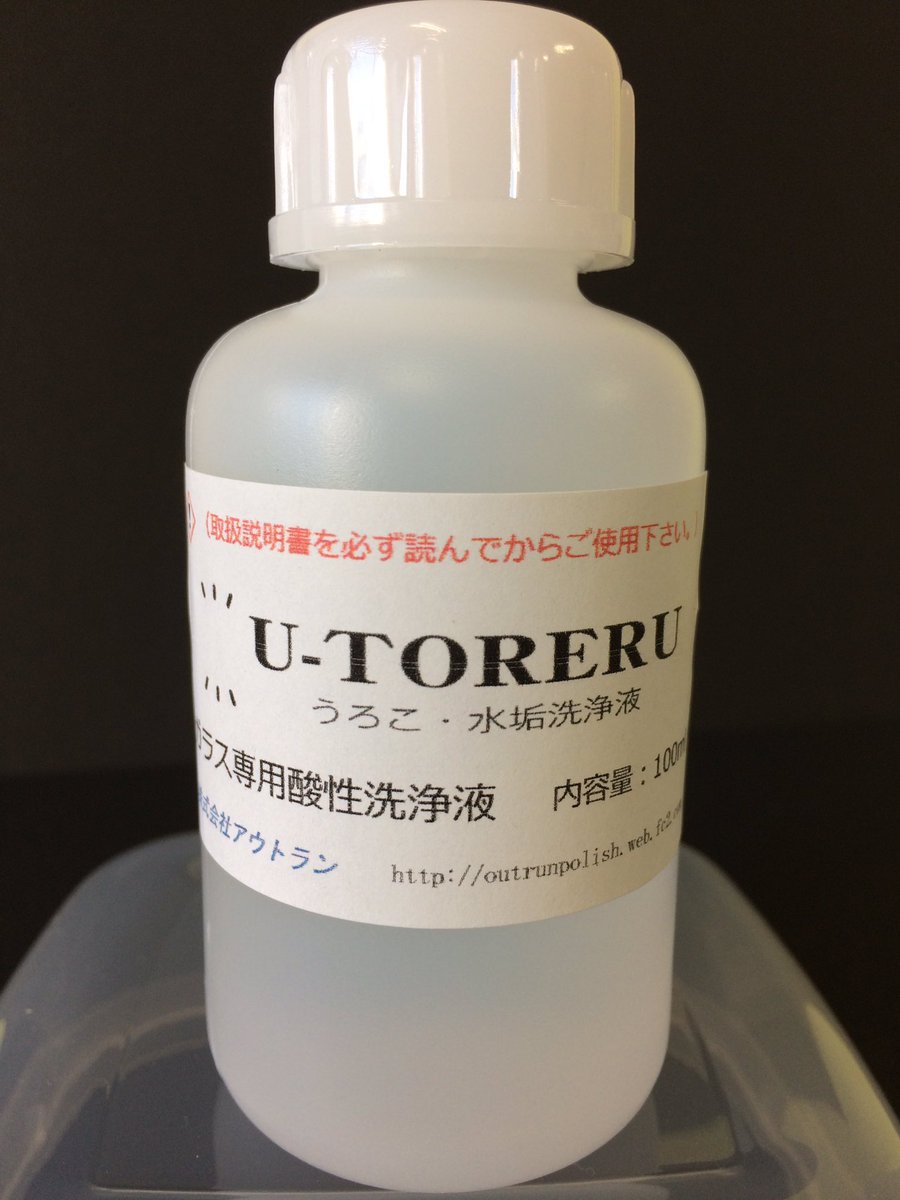 (取扱説明書を必ず読んでからご使用下さい。)
U-TORERU
うろこ・水垢洗浄液
ガラス専用酸性洗浄液
内容量：100m
株式会社アウトラン
http://outrunpolish.web.fc2.com